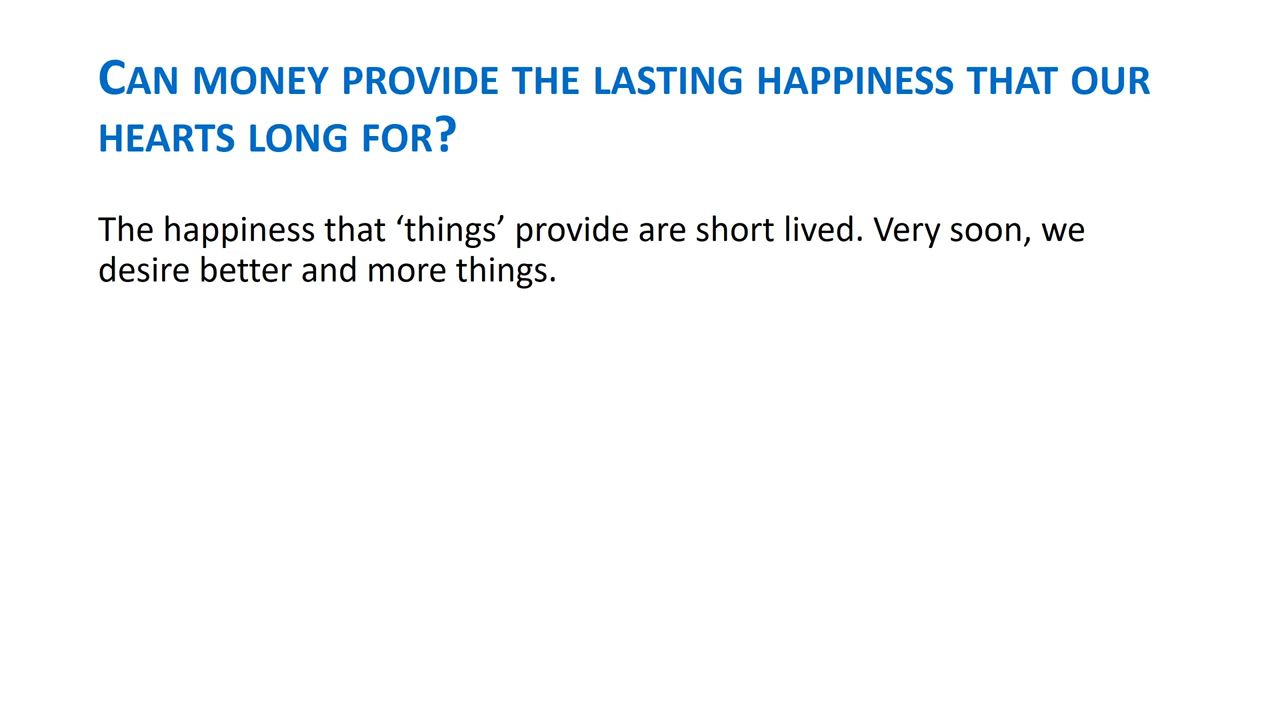 Can money provide the lasting happiness that our
hearts long for?
The happiness that ‘things’ provide are short lived. Very soon, we
desire better and more things.